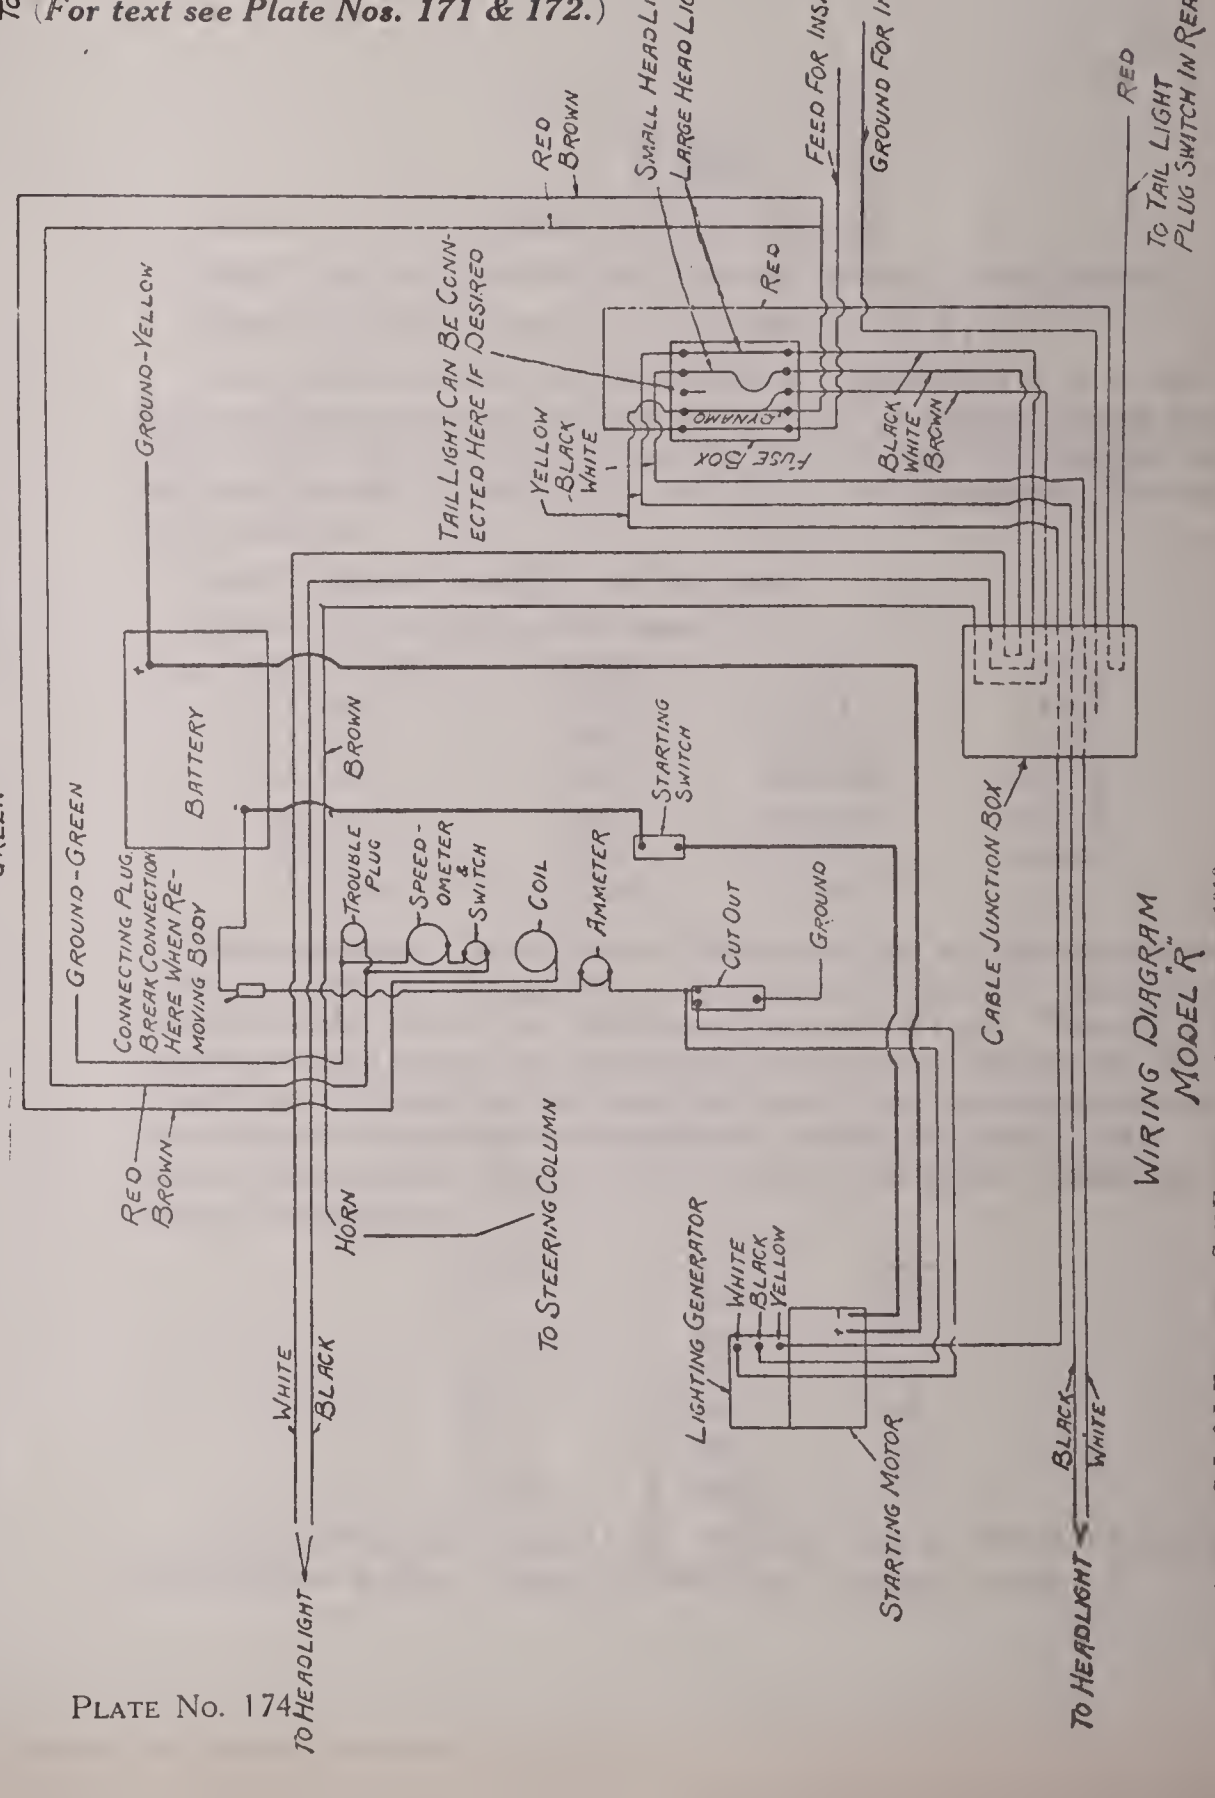 (For text see Plate Nos. 171 & 172.)
GROUND-YELLOW
RED
BROWN
SMALL HEAD
LARGE HEAD
FEED FOR
GROUND FOR
RED
TO TAIL LIGHT
PLUG SWITCH IN
TAIL LIGHT CAN BE CONN-
ECTED HERE IF DESIRED
RED
YELLOW
-BLACK
WHITE
DYNAMO
FUSE BOX
BLACK
WHITE
BROWN
+
BATTERY
-
GROUND-GREEN
CONNECTING PLUG.
BREAK CONNECTION
HERE WHEN RE-
MOVING BODY
BROWN
TROUBLE
PLUG
SPEED-
OMETER
&
SWITCH
COIL
AMMETER
STARTING
SWITCH
CUT OUT
GROUND
CABLE JUNCTION BOX
RED
BROWN
HORN
TO STEERING COLUMN
WHITE
BLACK
TO HEADLIGHT
LIGHTING GENERATOR
WHITE
BLACK
YELLOW
+
-
STARTING MOTOR
BLACK
WHITE
TO HEADLIGHT
WIRING DIAGRAM
MODEL "R"
PLATE No. 174